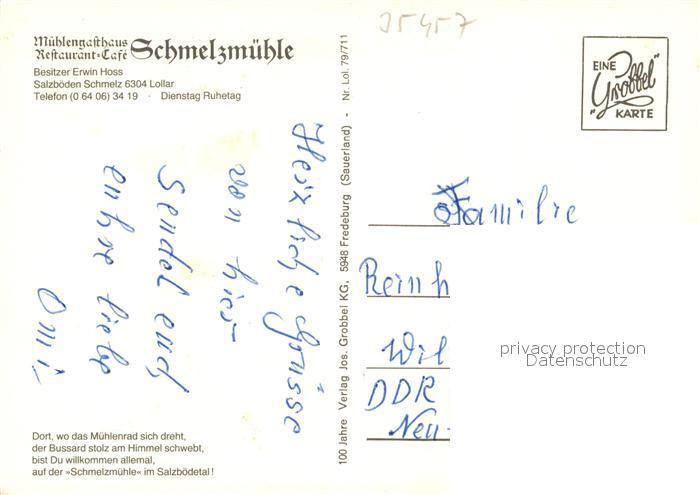 Mühlengasthaus
Restaurant-Café Schmelzmühle
Besitzer Erwin Hoss
Salzböden Schmelz 6304 Lollar
Telefon (0 64 06) 34 19 · Dienstag Ruhetag
35457
EINE
"Grobbel"
KARTE
Herzliche Grüsse
von hier
sendet euch
euhre liebe
Omi!
100 Jahre Verlag Jos. Grobbel KG. 5948 Fredeburg (Sauerland) - Nr. Lol. 79/711
Familie
Reinh
Wil
DDR
Neu
privacy protection
Datenschutz
Dort, wo das Mühlenrad sich dreht,
der Bussard stolz am Himmel schwebt,
bist Du willkommen allemal,
auf der »Schmelzmühle« im Salzbödetal!